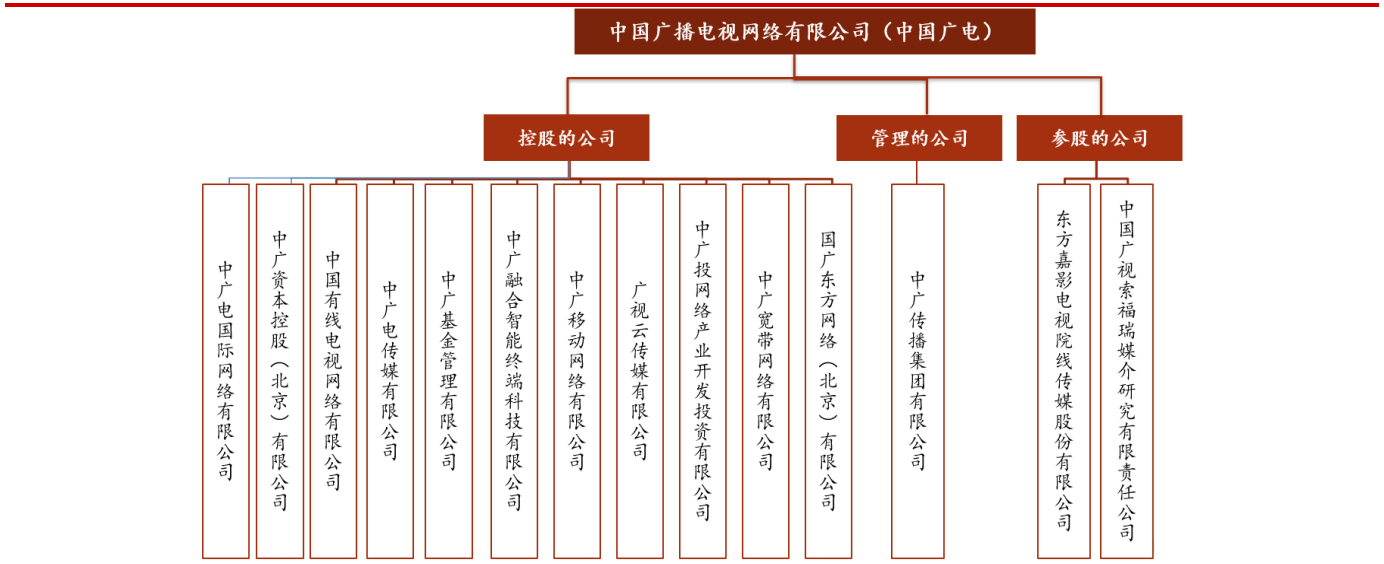 中国广播电视网络有限公司（中国广电）
控股的公司
管理的公司
参股的公司
中广电国际网络有限公司
中广资本控股（北京）有限公司
中国有线电视网络有限公司
中广电传媒有限公司
中广基金管理有限公司
中广融合智能终端科技有限公司
中广移动网络有限公司
广视云传媒有限公司
中广投网络产业开发投资有限公司
中广宽带网络有限公司
国广东方网络（北京）有限公司
中广传播集团有限公司
东方嘉影电视院线传媒股份有限公司
中国广视索福瑞媒介研究有限责任公司